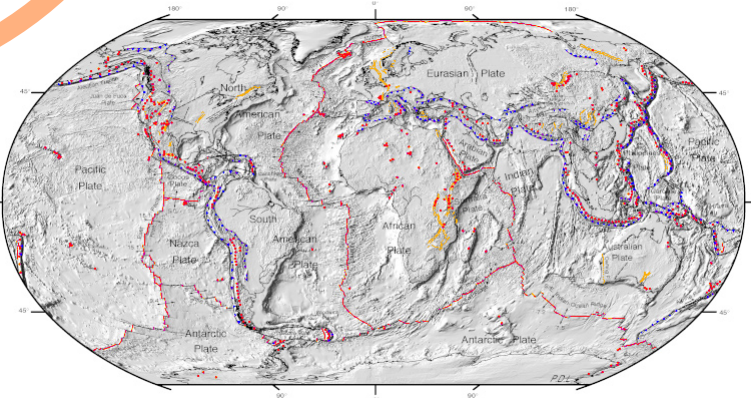 180°
90°
0°
90°
180°
45°
45°
North
American
Plate
Eurasian Plate
Pacific
Plate
Pacific
Plate
Indian
Plate
Nazca
Plate
South
American
Plate
African
Plate
Australian
Plate
Antarctic
Plate
Antarctic Plate
45°
45°
90°
0°
90°